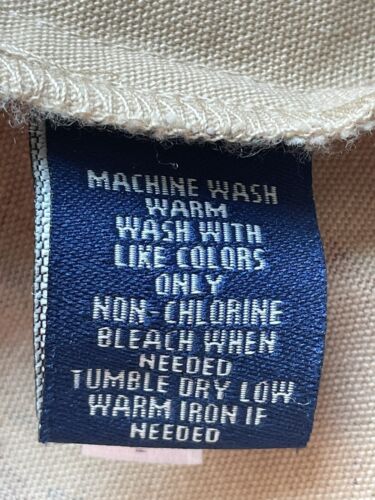 MACHINE WASH
WARM
WASH WITH
LIKE COLORS
ONLY
NON-CHLORINE
BLEACH WHEN
NEEDED
TUMBLE DRY LOW
WARM IRON IF
NEEDED